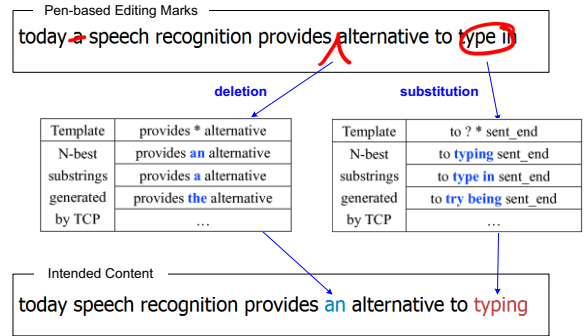 Pen-based Editing Marks
today a speech recognition provides alternative to type in
deletion
substitution
Template provides * alternative
N-best provides an alternative
substrings provides a alternative
generated provides the alternative
by TCP ...
Template to ? * sent_end
N-best to typing sent_end
substrings to type in sent_end
generated to try being sent_end
by TCP ...
Intended Content
today speech recognition provides an alternative to typing